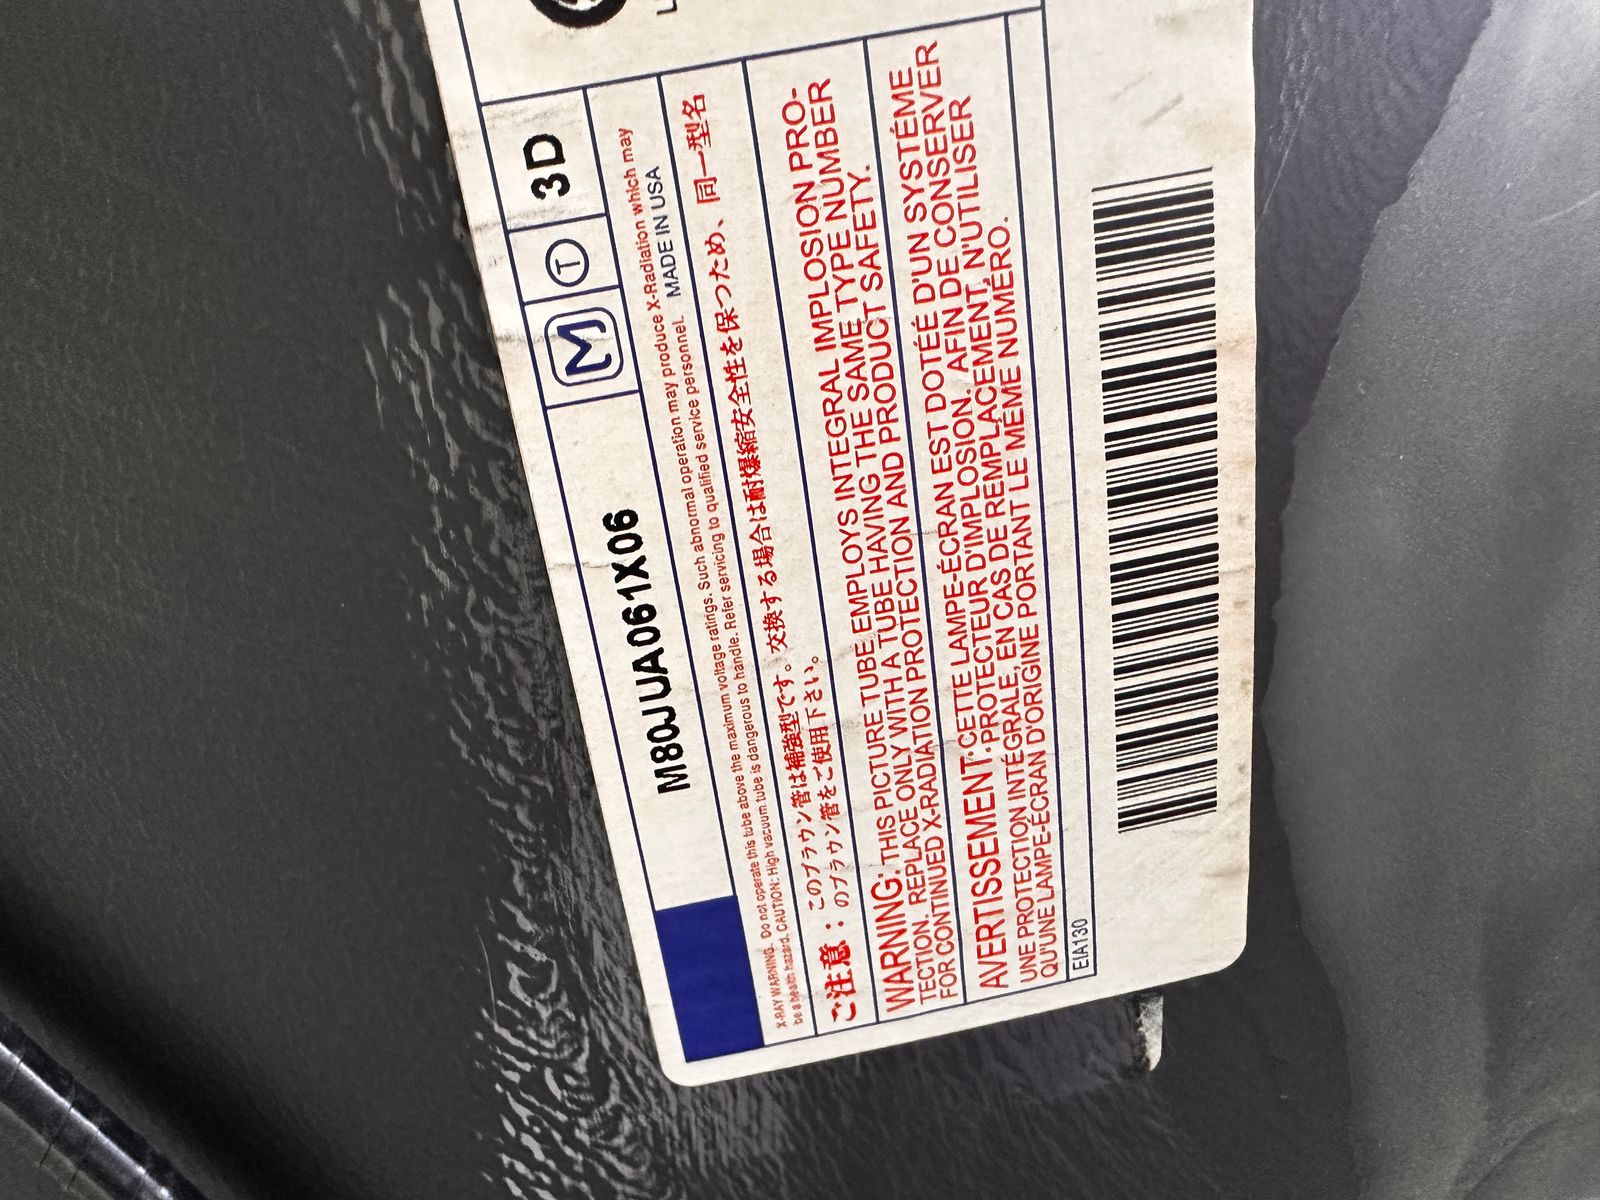 M80JUA061X06
M
T
3D
X-RAY WARNING. Do not operate this tube above the maximum voltage ratings. Such abnormal operation may produce X-Radiation which may
be a health hazard. CAUTION: High vacuum tube is dangerous to handle. Refer servicing to qualified service personnel. MADE IN USA
ご注意：このブラウン管は補強型です。交換する場合は耐爆縮安全性を保つため、同一型名
のブラウン管をご使用下さい。
WARNING: THIS PICTURE TUBE EMPLOYS INTEGRAL IMPLOSION PRO-
TECTION. REPLACE ONLY WITH A TUBE HAVING THE SAME TYPE NUMBER
FOR CONTINUED X-RADIATION PROTECTION AND PRODUCT SAFETY.
AVERTISSEMENT: CETTE LAMPE-ÉCRAN EST DOTÉE D'UN SYSTÉME
PROTECTEUR D'IMPLOSION. AFIN DE CONSERVER
UNE PROTECTION INTÉGRALE, EN CAS DE REMPLACEMENT, N'UTILISER
QU'UNE LAMPE-ÉCRAN D'ORIGINE PORTANT LE MÊME NUMÉRO.
EIA130